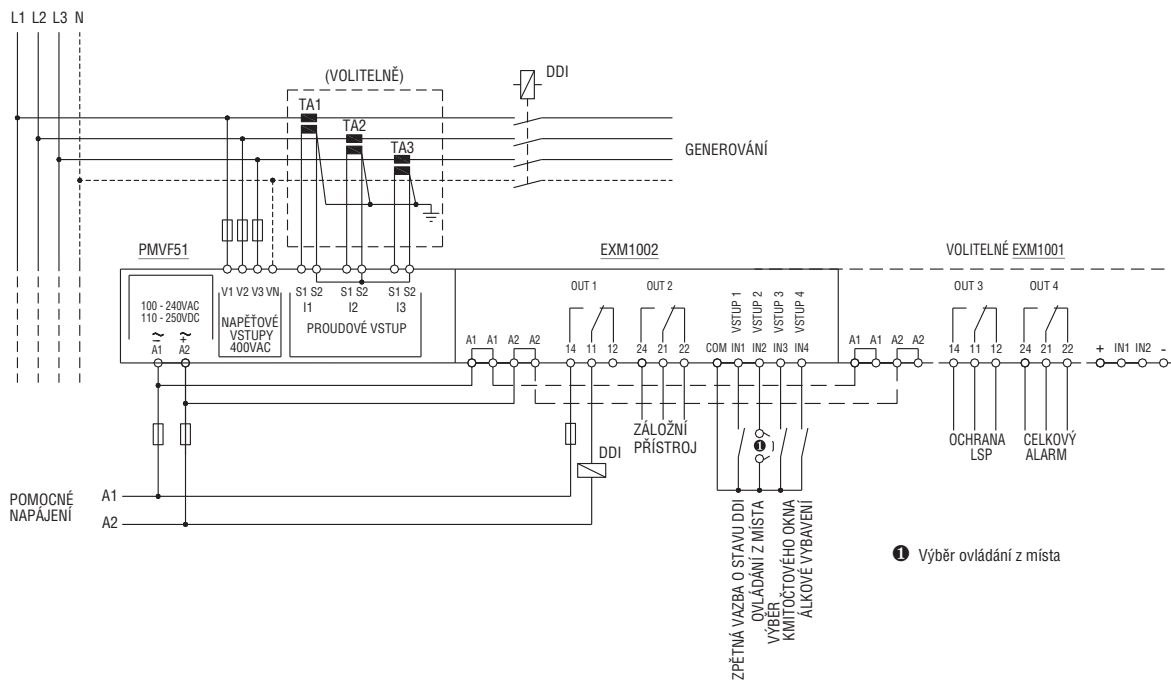 L1 L2 L3 N
(VOLITELNĚ)
DDI
TA1
TA2
TA3
GENEROVÁNÍ
PMVF51
EXM1002
VOLITELNÉ EXM1001
100 - 240VAC
110 - 250VDC
~ ~
- +
A1 A2
V1 V2 V3 VN
NAPĚŤOVÉ
VSTUPY
400VAC
S1 S2 S1 S2 S1 S2
I1 I2 I3
PROUDOVÉ VSTUP
A1 A1 A2 A2
OUT 1
14 11 12
OUT 2
24 21 22
VSTUP 1
VSTUP 2
VSTUP 3
VSTUP 4
COM IN1 IN2 IN3 IN4
A1 A1 A2 A2
OUT 3
14 11 12
OUT 4
24 21 22
+ IN1 IN2 -
ZÁLOŽNÍ
PŘÍSTROJ
OCHRANA
LSP
CELKOVÝ
ALARM
1
DDI
POMOCNÉ
NAPÁJENÍ
A1
A2
ZPĚTNÁ VAZBA O STAVU DDI
OVLÁDÁNÍ Z MÍSTA
VÝBĚR
KMITOČTOVÉHO OKNA
ÁLKOVÉ VYBAVENÍ
❶ Výběr ovládání z místa